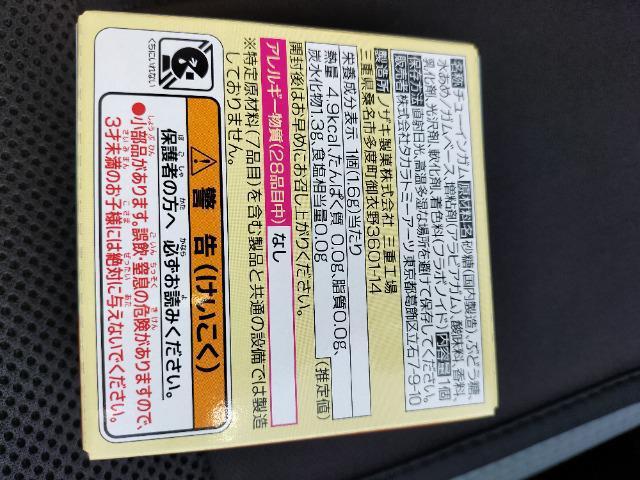 名称 チューインガム 原材料名 砂糖(国内製造)、ぶどう糖、
水あめ、ガムベース/増粘剤(アラビアガム)、酸味料、香料、
乳化剤、光沢剤、軟化剤、着色料(フラボノイド) 内容量 1個
保存方法 直射日光、高温多湿な場所を避けて保存してください。
販売者 株式会社タカラトミーアーツ 東京都葛飾区立石7-9-10
製造所 ノザキ製菓株式会社 三重工場
三重県桑名市多度町御衣野3601-14
栄養成分表示 1個(1.6g)当たり
熱量 4.9kcal、たんぱく質 0.0g、脂質0.0g、
炭水化物1.3g、食塩相当量0.0g (推定値)
開封後はお早めにお召し上がりください。
アレルギー物質(28品目中) なし
※特定原材料(7品目)を含む製品と共通の設備では製造
しておりません。
警告(けいこく)
保護者の方へ 必ずお読みください。
●小部品があります。誤飲・窒息の危険がありますので
3才未満のお子様には絶対に与えないでください。
くちにいれない